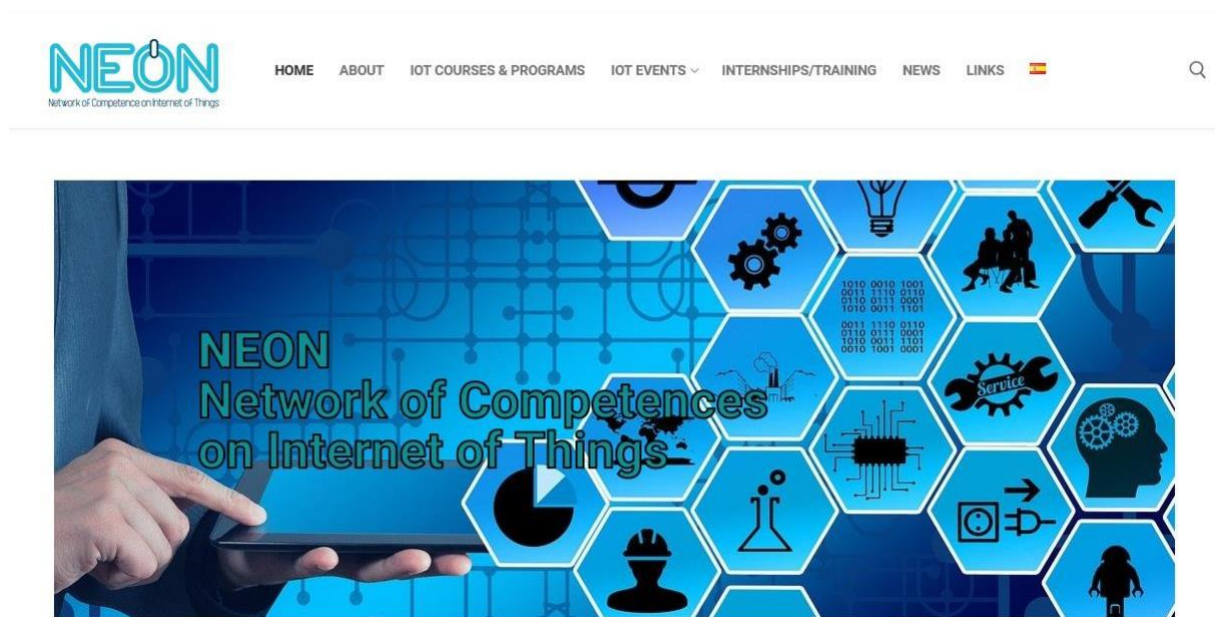 NEON
Network of Competence on Internet of Things
HOME ABOUT IOT COURSES & PROGRAMS IOT EVENTS INTERNSHIPS/TRAINING NEWS LINKS
NEON
Network of Competences
on Internet of Things
1010 0010 1001
0011 1110 0110
0110 0111 0001
1010 0011 1101
0011 1110 0110
0110 0111 0001
1010 0011 1101
0010 1001 0001
Service